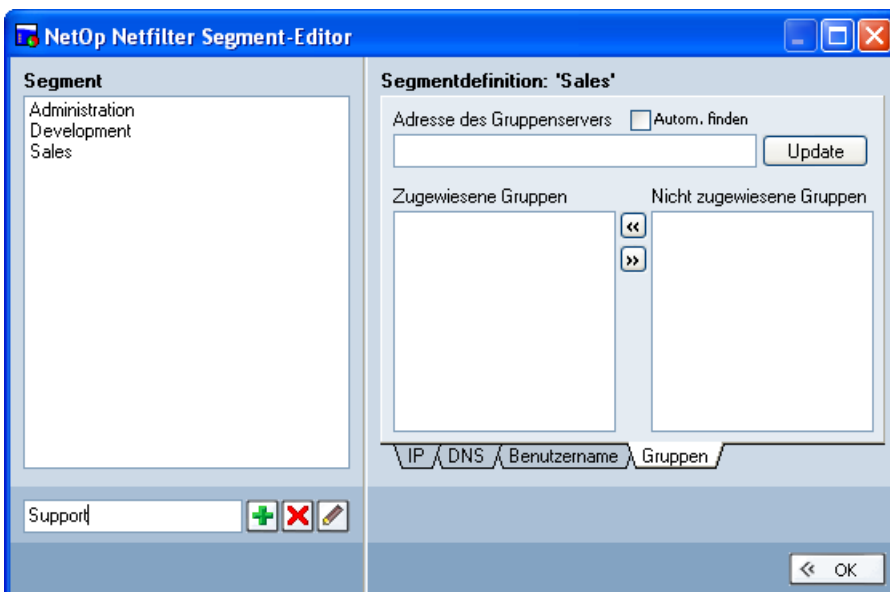 NetOp Netfilter Segment-Editor
Segment
Administration
Development
Sales
Support
Segmentdefinition: 'Sales'
Adresse des Gruppenservers
Autom. finden
Update
Zugewiesene Gruppen
Nicht zugewiesene Gruppen
«
»
IP
DNS
Benutzername
Gruppen
« OK